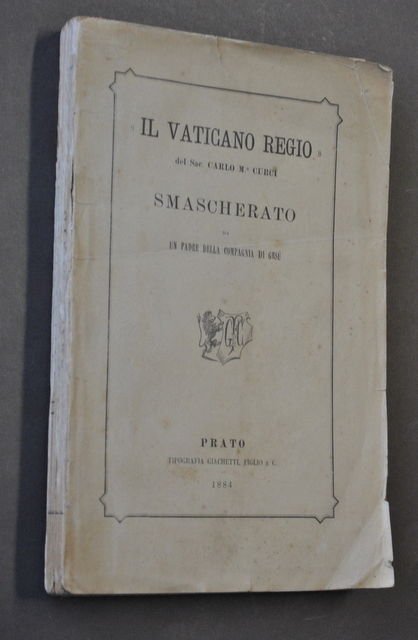 "IL VATICANO REGIO"
del Sac. CARLO M.ª CURCI
SMASCHERATO
DA
UN PADRE DELLA COMPAGNIA DI GESÙ
PRATO
TIPOGRAFIA GIACHETTI, FIGLIO E C.
1884